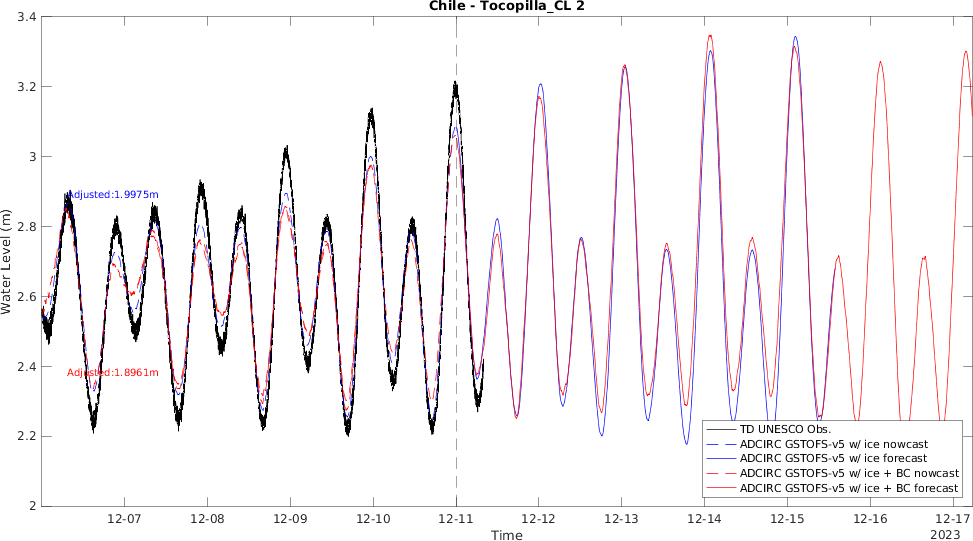 Chile - Tocopilla_CL 2
3.4
3.2
3
2.8
2.6
2.4
2.2
2
Water Level (m)
Adjusted:1.9975m
Adjusted:1.8961m
TD UNESCO Obs.
ADCIRC GSTOFS-v5 w/ ice nowcast
ADCIRC GSTOFS-v5 w/ ice forecast
ADCIRC GSTOFS-v5 w/ ice + BC nowcast
ADCIRC GSTOFS-v5 w/ ice + BC forecast
12-07 12-08 12-09 12-10 12-11 12-12 12-13 12-14 12-15 12-16 12-17
Time
2023